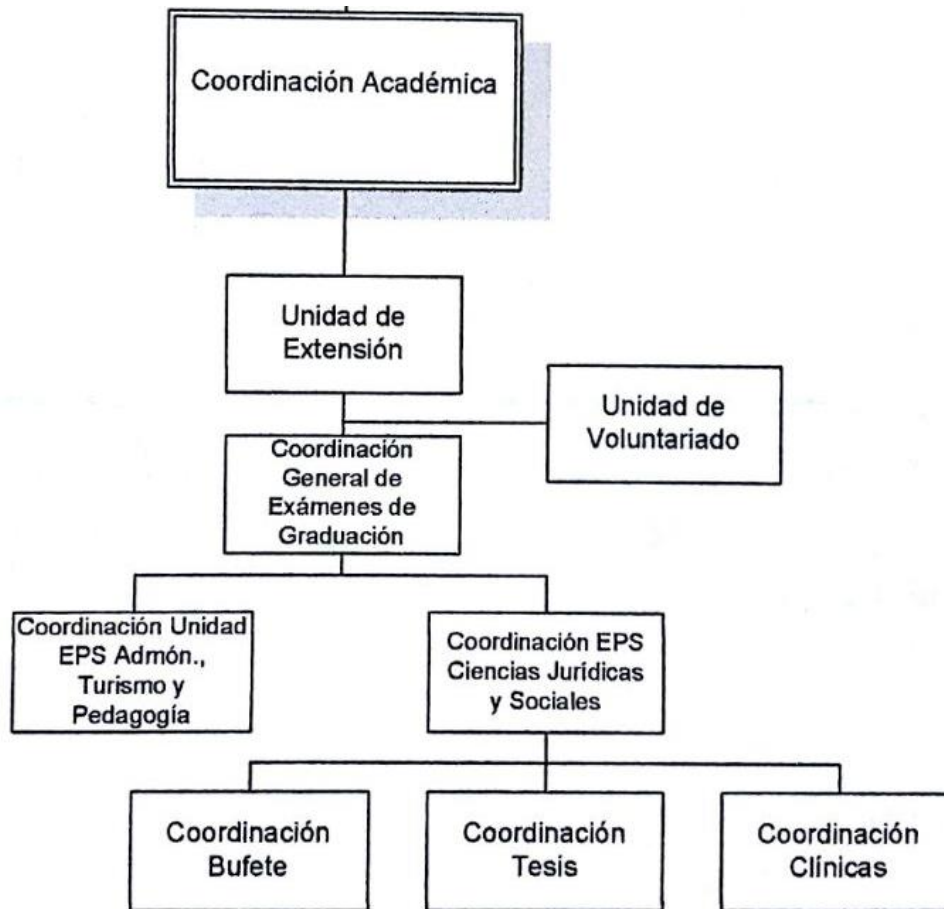 Coordinación Académica
Unidad de
Extensión
Unidad de
Voluntariado
Coordinación
General de
Exámenes de
Graduación
Coordinación Unidad
EPS Admón.,
Turismo y
Pedagogía
Coordinación EPS
Ciencias Jurídicas
y Sociales
Coordinación
Bufete
Coordinación
Tesis
Coordinación
Clínicas